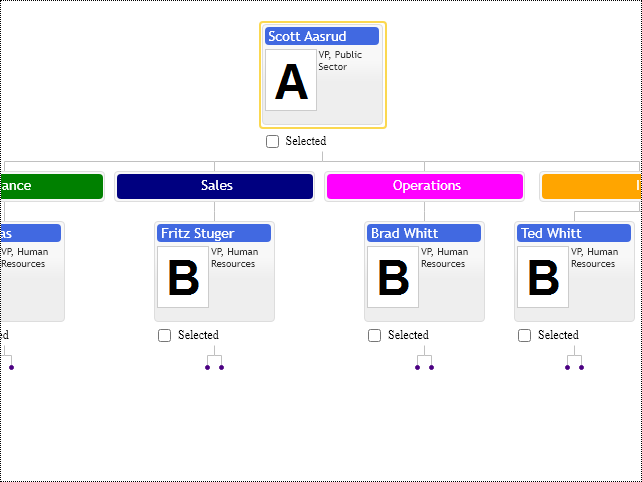 Scott Aasrud
A
VP, Public
Sector
Selected
ance
Sales
Operations
as
VP, Human
Resources
ed
Fritz Stuger
B
VP, Human
Resources
Selected
Brad Whitt
B
VP, Human
Resources
Selected
Ted Whitt
B
VP, Human
Resources
Selected